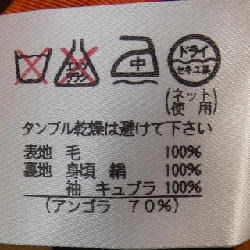 中
ドライ
セキユ系
(ネット使用)
タンブル乾燥は避けて下さい
表地 毛 100%
裏地 身頃 絹 100%
袖 キュプラ 100%
(アンゴラ 70%)